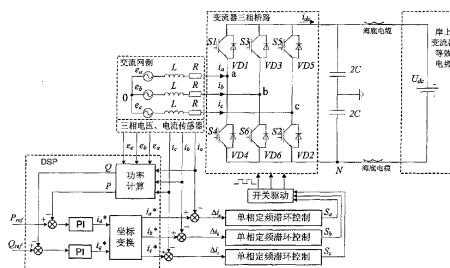 变流器三相桥路
i_dc
岸上
变流器
等效
电路
海底电缆
S1
S3
S5
交流网侧
e_a
L
R
i_a
a
VD1
VD3
VD5
2C
U_dc
0
e_b
L
R
i_b
b
e_c
L
R
i_c
c
2C
三相电压、电流传感器
S4
S6
S2
e_c e_b e_a i_c i_b i_a
VD4
VD6
VD2
N
海底电缆
DSP
Q
P
功率
计算
开关驱动
P_ref
PI
i_d*
坐标
变换
i_a*
Δi_a
单相定频滞环控制
S_a
i_b*
Δi_b
单相定频滞环控制
S_b
Q_ref
PI
i_q*
i_c*
Δi_c
单相定频滞环控制
S_c